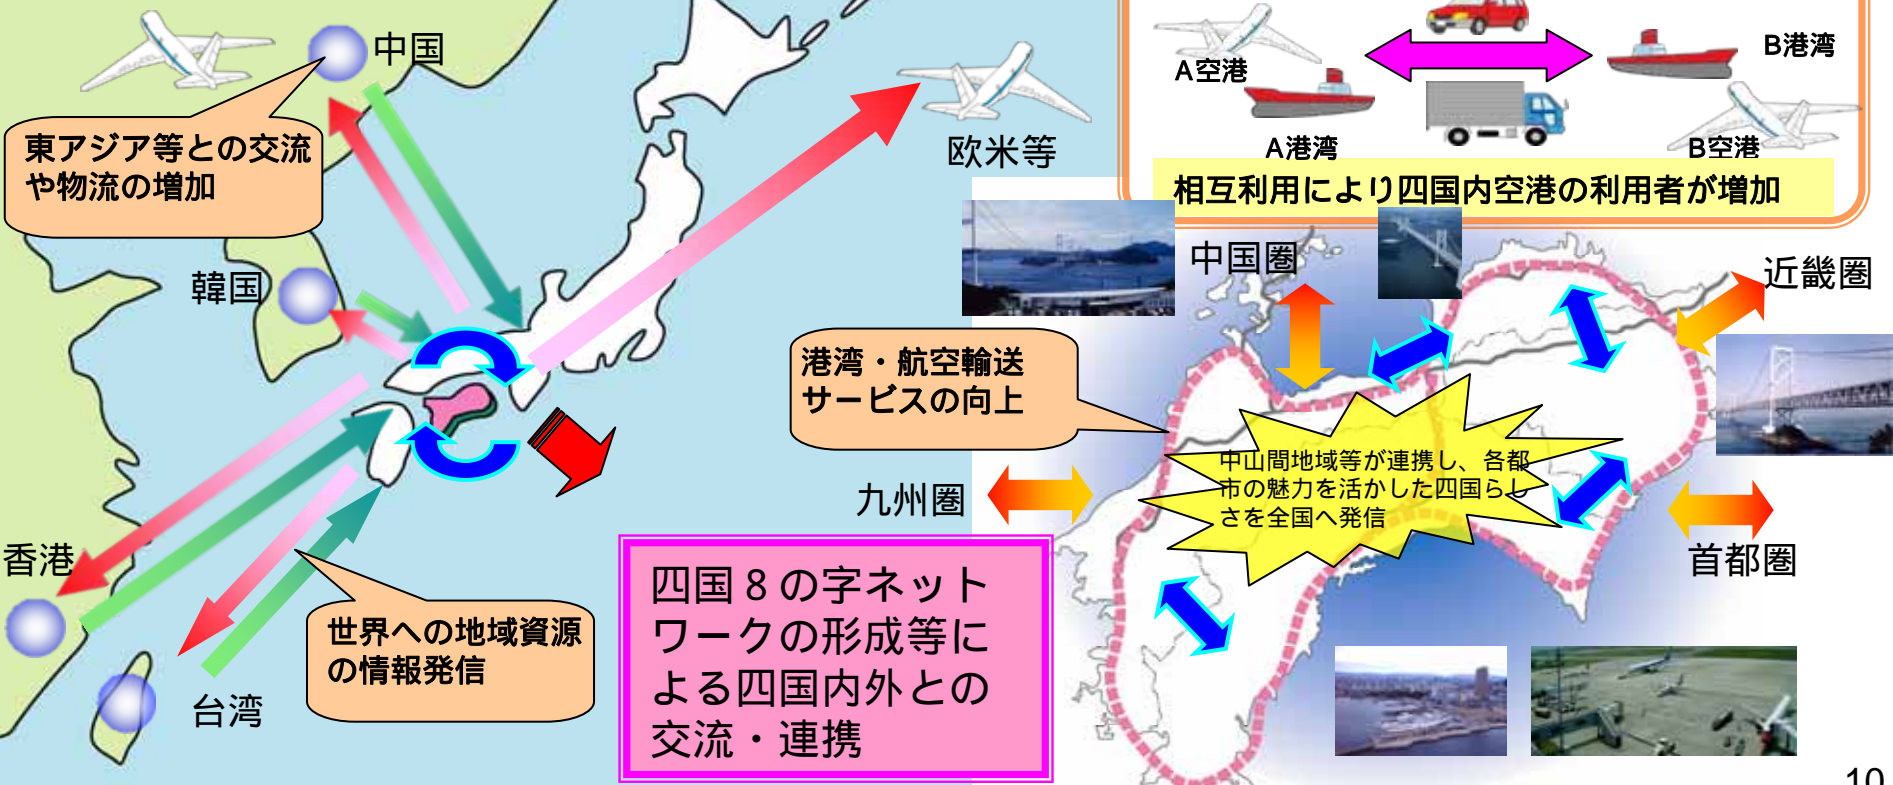 中国
東アジア等との交流
や物流の増加
韓国
香港
台湾
世界への地域資源
の情報発信
欧米等
A空港
B港湾
A港湾
B空港
相互利用により四国内空港の利用者が増加
中国圏
近畿圏
港湾・航空輸送
サービスの向上
九州圏
中山間地域等が連携し、各都
市の魅力を活かした四国らし
さを全国へ発信
首都圏
四国８の字ネット
ワークの形成等に
よる四国内外との
交流・連携
10